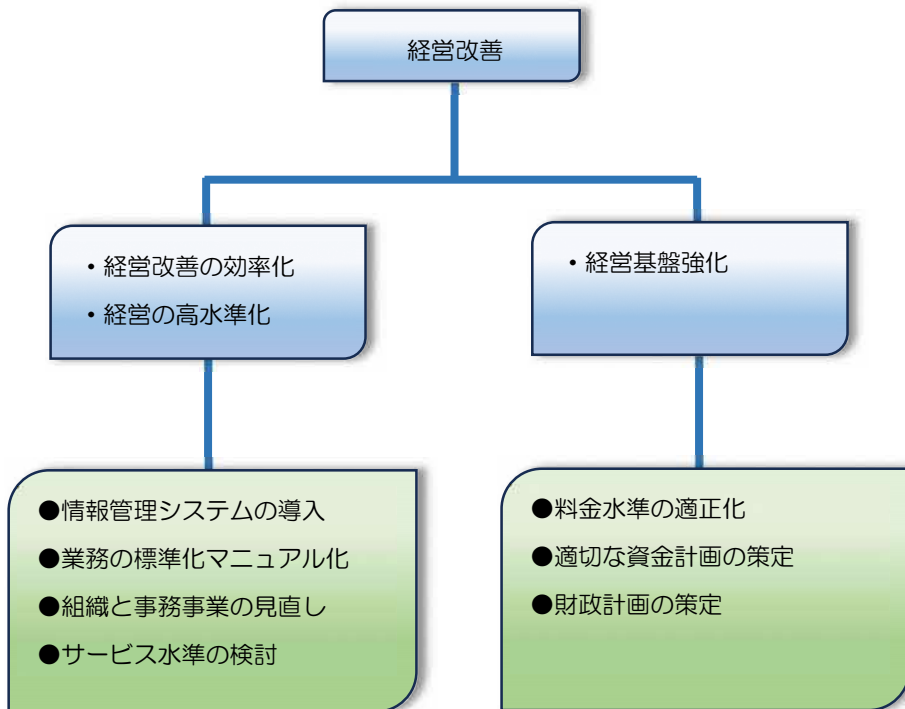 経営改善
・経営改善の効率化
・経営の高水準化
・経営基盤強化
●情報管理システムの導入
●業務の標準化マニュアル化
●組織と事務事業の見直し
●サービス水準の検討
●料金水準の適正化
●適切な資金計画の策定
●財政計画の策定